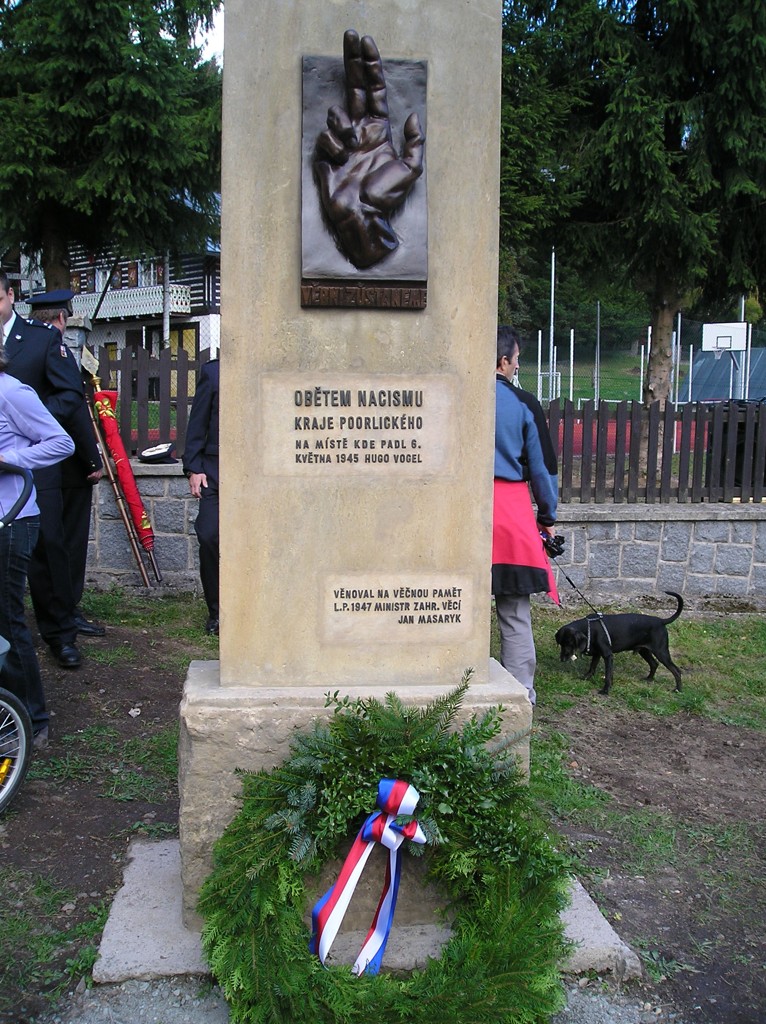 VĚRNI ZŮSTANEME
OBĚTEM NACISMU
KRAJE POORLICKÉHO
NA MÍSTĚ KDE PADL 6.
KVĚTNA 1945 HUGO VOGEL
VĚNOVAL NA VĚČNOU PAMĚT
L.P. 1947 MINISTR ZAHR. VĚCÍ
JAN MASARYK